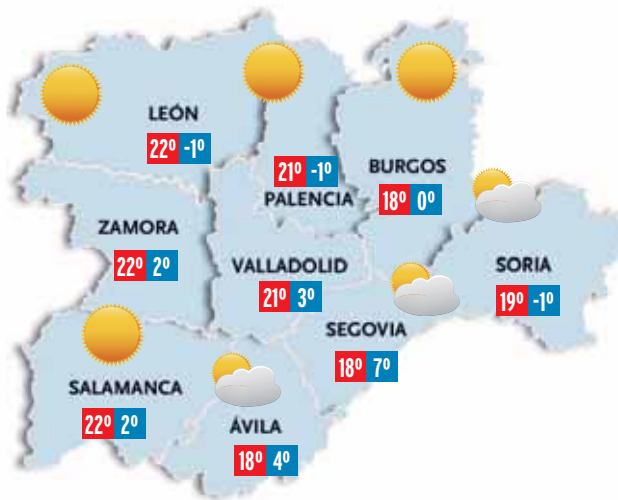 LEÓN
22º -1º
21º -1º
PALENCIA
BURGOS
18º 0º
ZAMORA
22º 2º
VALLADOLID
21º 3º
SORIA
19º -1º
SEGOVIA
18º 7º
SALAMANCA
22º 2º
ÁVILA
18º 4º